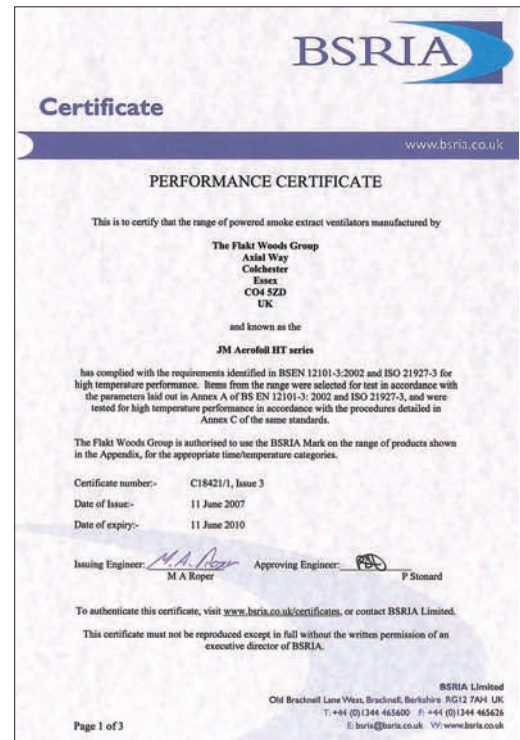 BSRIA
Certificate
www.bsria.co.uk
PERFORMANCE CERTIFICATE
This is to certify that the range of powered smoke extract ventilators manufactured by
The Flakt Woods Group
Axial Way
Colchester
Essex
CO4 5ZD
UK
and known as the
JM Aerofoil HT series
has complied with the requirements identified in BSEN 12101-3:2002 and ISO 21927-3 for
high temperature performance. Items from the range were selected for test in accordance with
the parameters laid out in Annex A of BS EN 12101-3: 2002 and ISO 21927-3, and were
tested for high temperature performance in accordance with the procedures detailed in
Annex C of the same standards.
The Flakt Woods Group is authorised to use the BSRIA Mark on the range of products shown
in the Appendix, for the appropriate time/temperature categories.
Certificate number:- C18421/1, Issue 3
Date of Issue:- 11 June 2007
Date of expiry:- 11 June 2010
Issuing Engineer: M.A. Roper Approving Engineer:
M A Roper P Stonard
To authenticate this certificate, visit www.bsria.co.uk/certificates, or contact BSRIA Limited.
This certificate must not be reproduced except in full without the written permission of an
executive director of BSRIA.
BSRIA Limited
Old Bracknell Lane West, Bracknell, Berkshire RG12 7AH UK
T: +44 (0)1344 465600 F: +44 (0)1344 465626
E: bsria@bsria.co.uk W: www.bsria.co.uk
Page 1 of 3